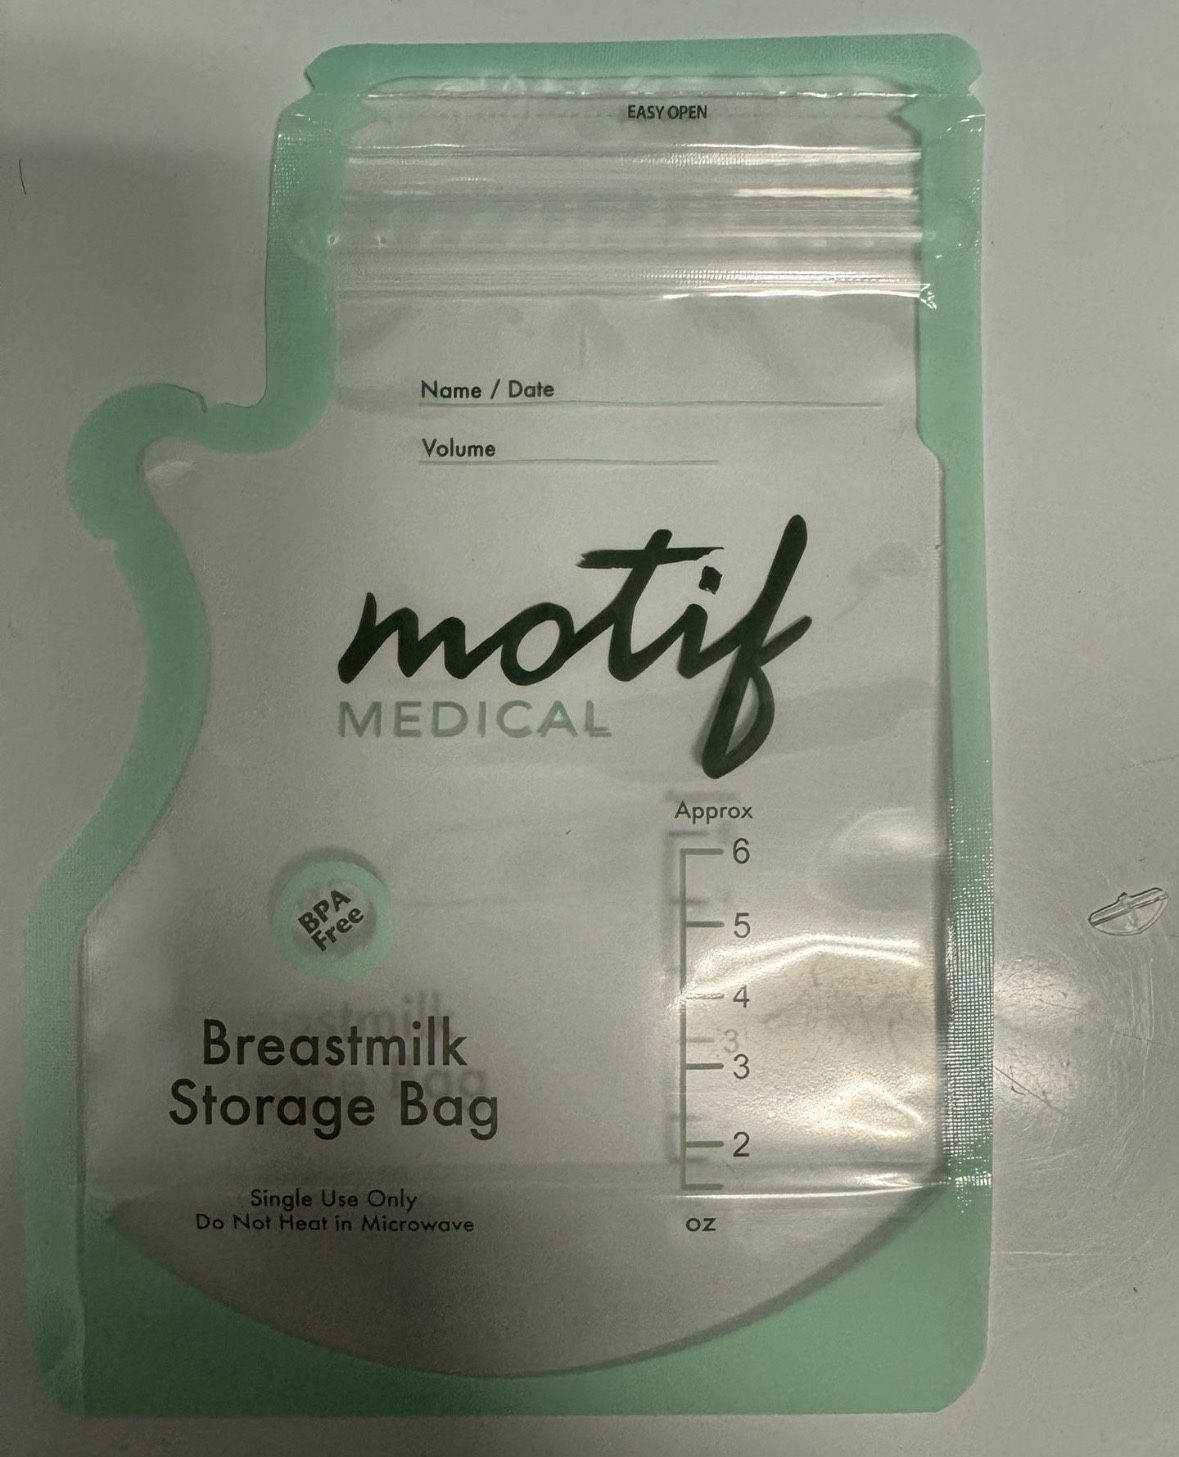 EASY OPEN
Name / Date
Volume
motif
MEDICAL
Approx
6
5
4
3
3
2
oz
BPA
Free
Breastmilk
Storage Bag
Single Use Only
Do Not Heat in Microwave